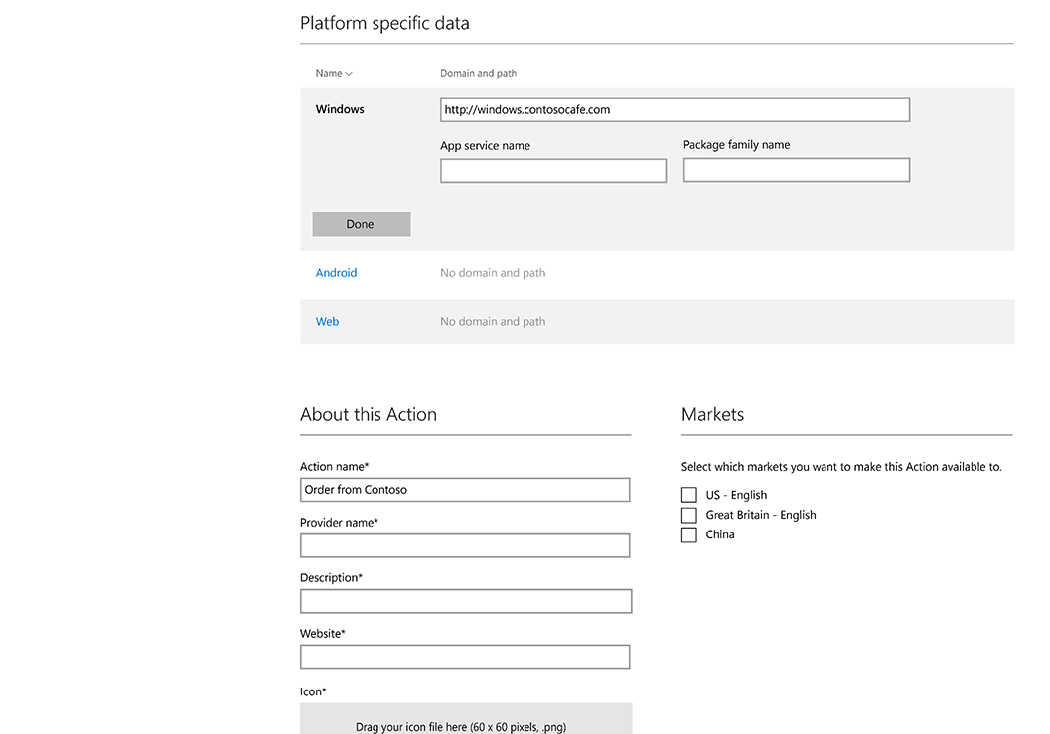 Platform specific data
Name Domain and path
Windows http://windows.contosocafe.com
App service name Package family name
Done
Android No domain and path
Web No domain and path
About this Action
Action name*
Order from Contoso
Provider name*
Description*
Website*
Icon*
Drag your icon file here (60 x 60 pixels, .png)
Markets
Select which markets you want to make this Action available to.
US - English
Great Britain - English
China